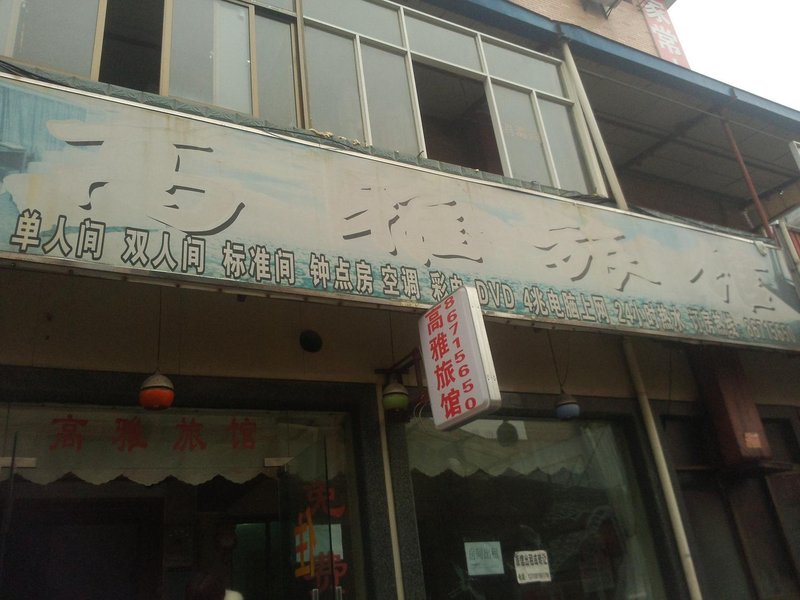 高雅旅馆
单人间 双人间 标准间 钟点房 空调 彩电 DVD 4兆电脑上网 24小时热水
86715650
高雅旅馆
高雅旅馆
免费